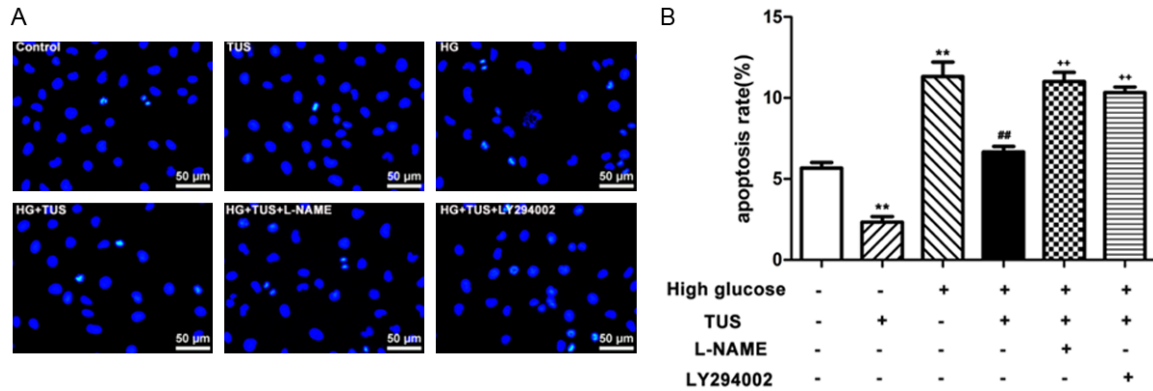 A
Control
TUS
HG
50 µm
50 µm
50 µm
HG+TUS
HG+TUS+L-NAME
HG+TUS+LY294002
50 µm
50 µm
50 µm
B
apoptosis rate(%)
15
10
5
0
**
**
##
++
++
High glucose - - + + + +
TUS - + - + + +
L-NAME - - - - + -
LY294002 - - - - - +